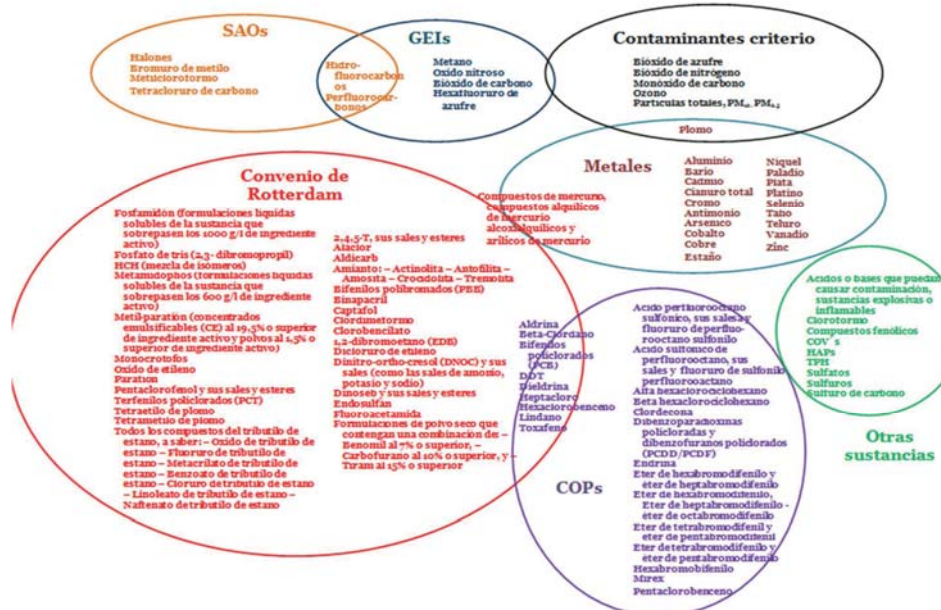 SAOs
Halones
Bromuro de metilo
Metilcloroformo
Tetracloruro de carbono
Hidro-
fluorocarbon
os
Perfluorocar-
bonos
GEIs
Metano
Oxido nitroso
Bióxido de carbono
Hexafluoruro de
azufre
Contaminantes criterio
Bióxido de azufre
Bióxido de nitrógeno
Monóxido de carbono
Ozono
Partículas totales, PM₁₀, PM₂.₅
Plomo
Metales
Aluminio
Bario
Cadmio
Cianuro total
Cromo
Antimonio
Arsenico
Cobalto
Cobre
Estaño
Niquel
Paladio
Plata
Platino
Selenio
Talio
Teluro
Vanadio
Zinc
Compuestos de mercurio,
compuestos alquílicos
de mercurio
alcoxialquílicos y
arílicos de mercurio
Convenio de
Rotterdam
Fosfamidón (formulaciones líquidas
solubles de la sustancia que
sobrepasen los 1000 g/l de ingrediente
activo)
Fosfato de tris (2,3- dibromopropil)
HCH (mezcla de isómeros)
Metamidophos (formulaciones líquidas
solubles de la sustancia que
sobrepasen los 600 g/l de ingrediente
activo)
Metil-paratión (concentrados
emulsificables (CE) al 19.5% o superior
de ingrediente activo y polvos al 1.5% o
superior de ingrediente activo)
Monocrotofos
Oxido de etileno
Paration
Pentaclorofenol y sus sales y esteres
Terfenilos policlorados (PCT)
Tetraetilo de plomo
Tetrametilo de plomo
Todos los compuestos del tributilo de
estano, a saber: – Oxido de tributilo de
estano – Fluoruro de tributilo de
estano – Metacrilato de tributilo de
estano – Benzoato de tributilo de
estano – Cloruro de tributilo de estano
– Linoleato de tributilo de estano –
Naftenato de tributilo de estano
2,4,5-T, sus sales y esteres
Alaclor
Aldicarb
Amianto: – Actinolita – Antofilita –
Amosita – Crocidolita – Tremolita
Bifenilos polibromados (PBB)
Binapacril
Captafol
Clordimeformo
Clorobencilato
1,2-dibromoetano (EDB)
Dicloruro de etileno
Dinitro-ortho-cresol (DNOC) y sus
sales (como las sales de amonio,
potasio y sodio)
Dinoseb y sus sales y esteres
Endosulfan
Fluoroacetamida
Formulaciones de polvo seco que
contengan una combinación de: –
Benomil al 7% o superior, –
Carbofurano al 10% o superior, y –
Tiram al 15% o superior
Aldrina
Beta-Clordano
Bifenilos
policlorados
(PCB)
DDT
Dieldrina
Heptacloro
Hexaclorobenceno
Lindano
Toxafeno
COPs
Acido perfluorooctano
sulfónico, sus sales y
fluoruro de perfluo-
rooctano sulfonilo
Acido sulfonico de
perfluorooctano, sus
sales y fluoruro de sulfonilo
perfluorooactano
Alfa hexaclorociclohexano
Beta hexaclorociclohexano
Clordecona
Dibenzoparadioxinas
policloradas y
dibenzofuranos policlorados
(PCDD/PCDF)
Endrina
Eter de hexabromodifenilo y
éter de heptabromodifenilo
Eter de hexabromodifenilo,
Eter de heptabromodifenilo -
éter de octabromodifenilo
Eter de tetrabromodifenil y
éter de pentabromodifenil
Eter de tetrabromodifenilo y
éter de pentabromodifenilo
Hexabromobifenilo
Mirex
Pentaclorobenceno
Acidos o bases que puedan
causar contaminación,
sustancias explosivas o
inflamables
Cloroformo
Compuestos fenólicos
COV´s
HAPs
TPH
Sulfatos
Sulfuros
Sulfuro de carbono
Otras
sustancias